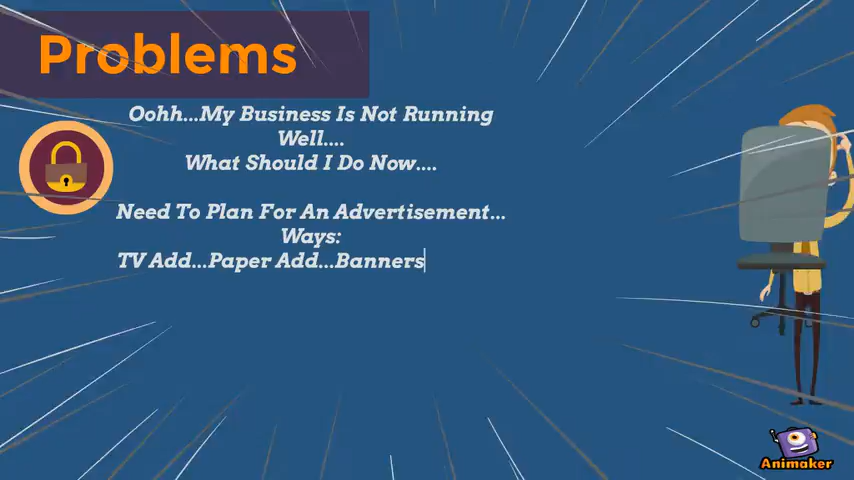 Problems
Oohh...My Business Is Not Running
Well....
What Should I Do Now....
Need To Plan For An Advertisement...
Ways:
TV Add...Paper Add...Banners
Animaker